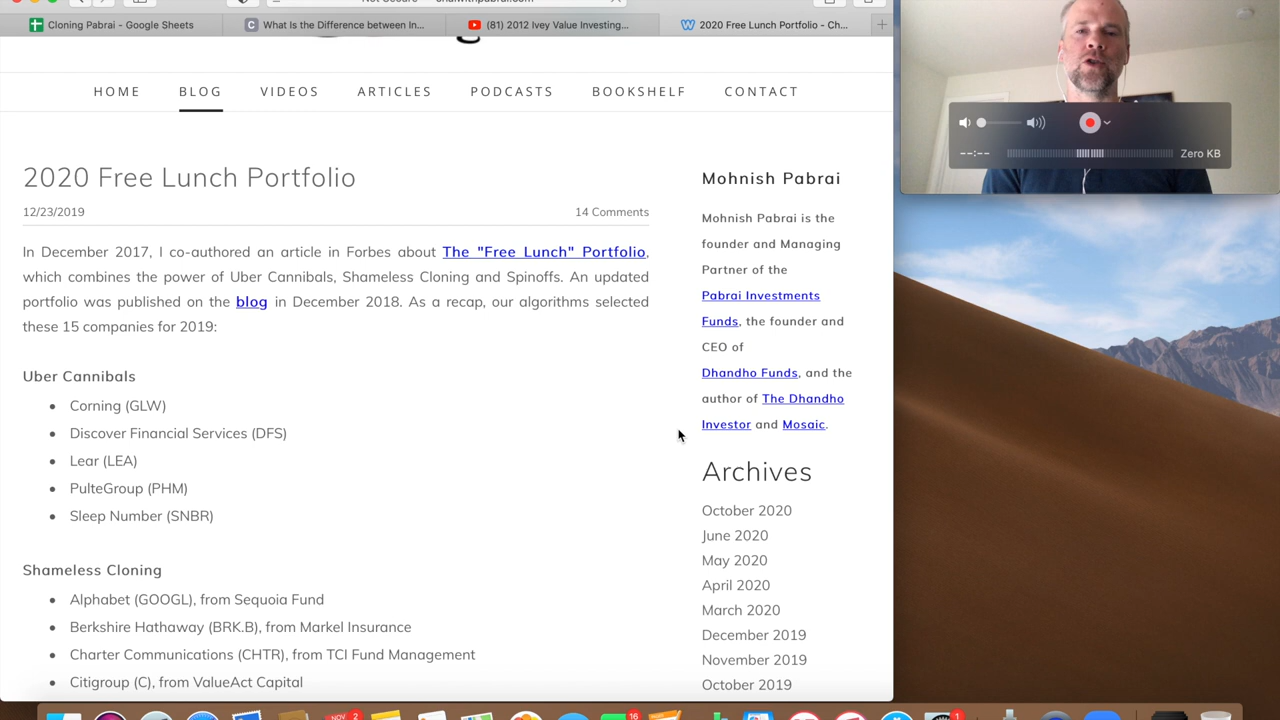 Cloning Pabrai - Google Sheets
What Is the Difference between In...
(81) 2012 Ivey Value Investing...
2020 Free Lunch Portfolio - Ch...
HOME
BLOG
VIDEOS
ARTICLES
PODCASTS
BOOKSHELF
CONTACT
2020 Free Lunch Portfolio
12/23/2019
14 Comments
In December 2017, I co-authored an article in Forbes about The "Free Lunch" Portfolio,
which combines the power of Uber Cannibals, Shameless Cloning and Spinoffs. An updated
portfolio was published on the blog in December 2018. As a recap, our algorithms selected
these 15 companies for 2019:
Uber Cannibals
• Corning (GLW)
• Discover Financial Services (DFS)
• Lear (LEA)
• PulteGroup (PHM)
• Sleep Number (SNBR)
Shameless Cloning
• Alphabet (GOOGL), from Sequoia Fund
• Berkshire Hathaway (BRK.B), from Markel Insurance
• Charter Communications (CHTR), from TCI Fund Management
• Citigroup (C), from ValueAct Capital
Mohnish Pabrai
Mohnish Pabrai is the
founder and Managing
Partner of the
Pabrai Investments
Funds, the founder and
CEO of
Dhandho Funds, and the
author of The Dhandho
Investor and Mosaic.
Archives
October 2020
June 2020
May 2020
April 2020
March 2020
December 2019
November 2019
October 2019
--:--
Zero KB
NOV 2
16
1